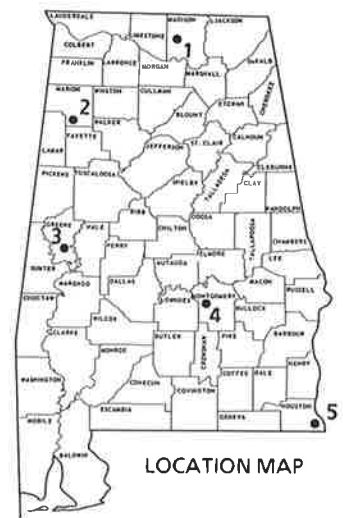 LAUDERDALE
LIMESTONE
MADISON
JACKSON
COLBERT
1
FRANKLIN
LAWRENCE
MORGAN
MARSHALL
DeKALB
CHEROKEE
MARION
WINSTON
CULLMAN
ETOWAH
2
BLOUNT
WALKER
FAYETTE
LAMAR
CALHOUN
JEFFERSON
ST. CLAIR
CLEBURNE
PICKENS
TUSCALOOSA
SHELBY
TALLADEGA
CLAY
RANDOLPH
BIBB
COOSA
TALLAPOOSA
CHAMBERS
GREENE
HALE
CHILTON
3
PERRY
LEE
SUMTER
AUTAUGA
ELMORE
MACON
MARENGO
DALLAS
RUSSELL
LOWNDES
MONTGOMERY
CHOCTAW
4
BULLOCK
WILCOX
CLARKE
BUTLER
CRENSHAW
PIKE
BARBOUR
MONROE
HENRY
WASHINGTON
CONECUH
COFFEE
DALE
COVINGTON
HOUSTON
5
ESCAMBIA
GENEVA
MOBILE
BALDWIN
LOCATION MAP